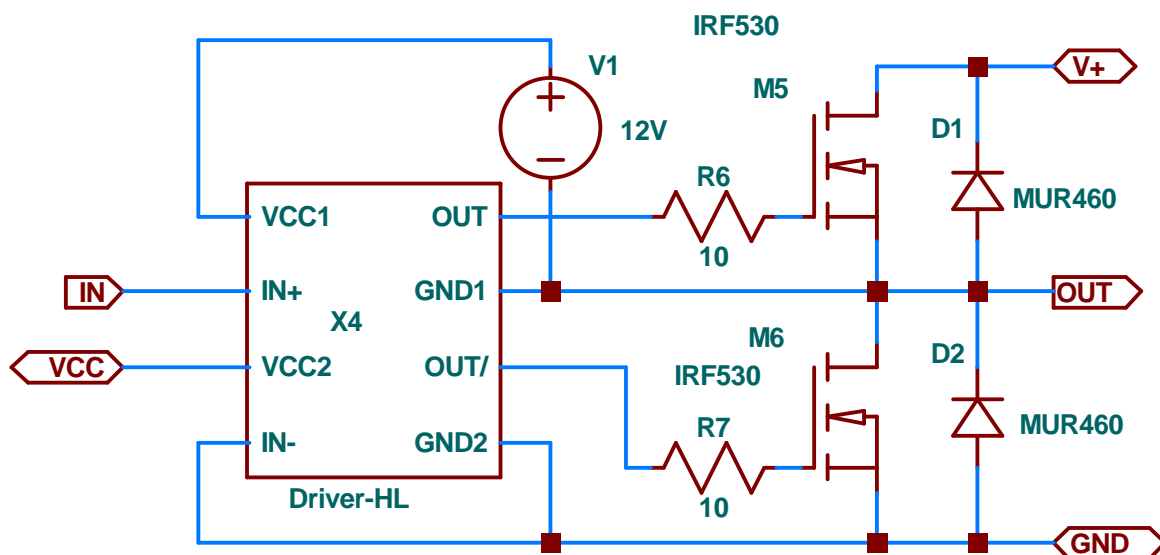 IRF530
V+
V1
M5
12V
D1
R6
MUR460
VCC1
OUT
10
IN
IN+
GND1
OUT
X4
M6
D2
VCC
VCC2
OUT/
IRF530
MUR460
R7
IN-
GND2
10
Driver-HL
GND